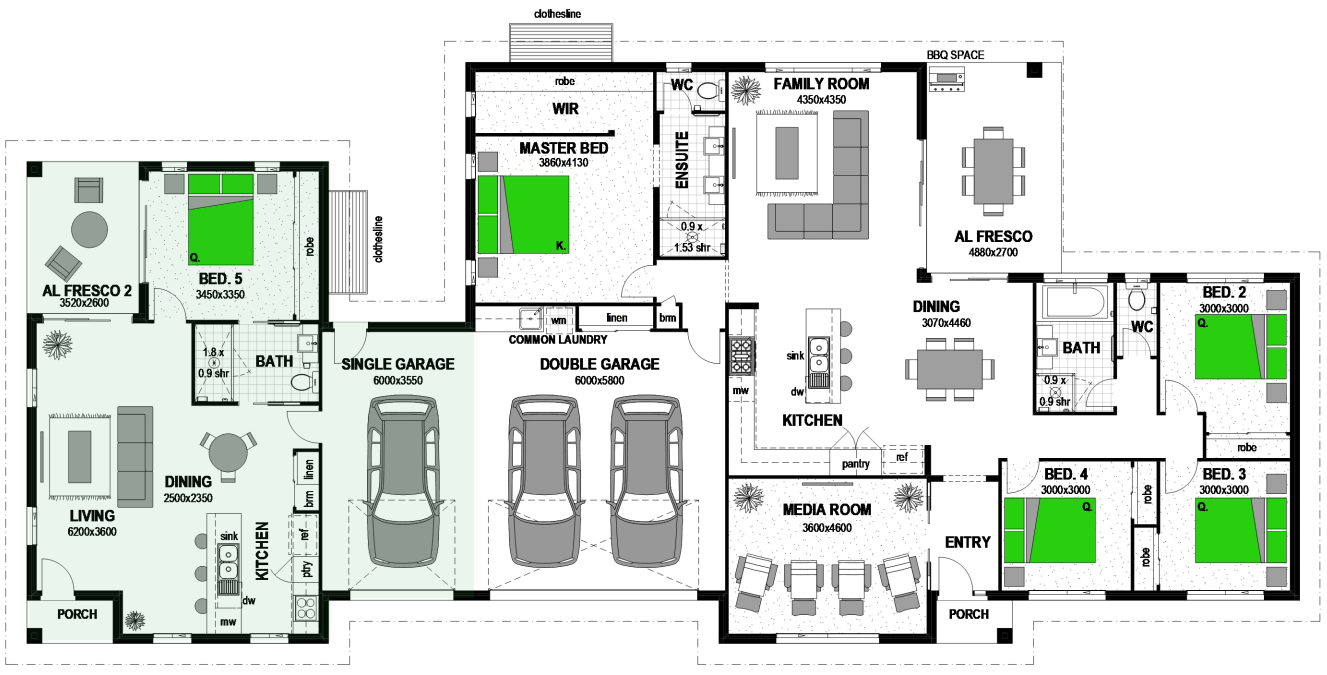 clothesline
BBQ SPACE
robe
WIR
WC
FAMILY ROOM
4350x4350
MASTER BED
3860x4130
ENSUITE
K.
0.9 x
1.53 shr
AL FRESCO
4880x2700
Q.
robe
BED. 5
3450x3350
clothesline
AL FRESCO 2
3520x2600
linen
brm
wm
COMMON LAUNDRY
DINING
3070x4460
BED. 2
3000x3000
Q.
WC
BATH
0.9 x
0.9 shr
1.8 x
0.9 shr
BATH
SINGLE GARAGE
6000x3550
DOUBLE GARAGE
6000x5800
sink
dw
mw
KITCHEN
pantry
ref
robe
linen
brm
DINING
2500x2350
LIVING
6200x3600
sink
KITCHEN
ref
ptry
dw
mw
PORCH
MEDIA ROOM
3600x4600
ENTRY
PORCH
BED. 4
3000x3000
Q.
robe
robe
BED. 3
3000x3000
Q.